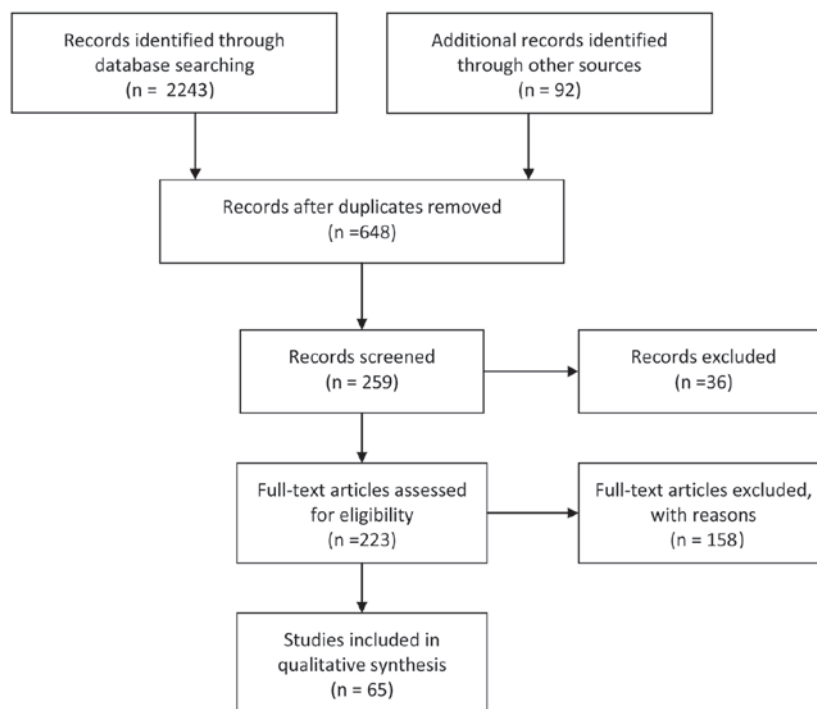 Records identified through
database searching
(n = 2243)
Additional records identified
through other sources
(n = 92)
Records after duplicates removed
(n =648)
Records screened
(n = 259)
Records excluded
(n =36)
Full-text articles assessed
for eligibility
(n =223)
Full-text articles excluded,
with reasons
(n = 158)
Studies included in
qualitative synthesis
(n = 65)